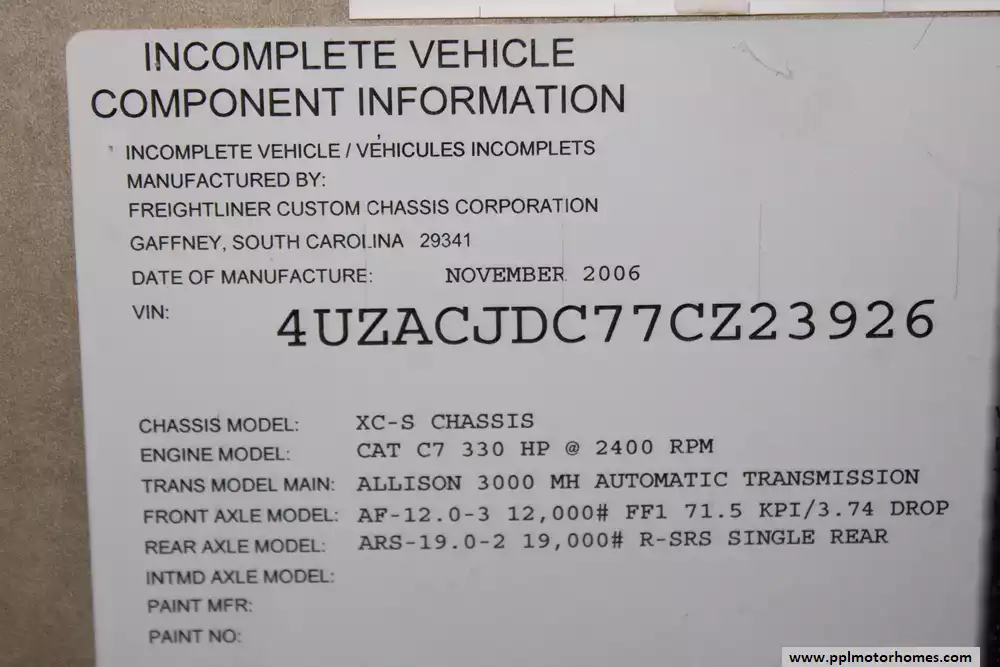 INCOMPLETE VEHICLE
COMPONENT INFORMATION
INCOMPLETE VEHICLE / VÉHICULES INCOMPLETS
MANUFACTURED BY:
FREIGHTLINER CUSTOM CHASSIS CORPORATION
GAFFNEY, SOUTH CAROLINA 29341
DATE OF MANUFACTURE: NOVEMBER 2006
VIN: 4UZACJDC77CZ23926
CHASSIS MODEL: XC-S CHASSIS
ENGINE MODEL: CAT C7 330 HP @ 2400 RPM
TRANS MODEL MAIN: ALLISON 3000 MH AUTOMATIC TRANSMISSION
FRONT AXLE MODEL: AF-12.0-3 12,000# FF1 71.5 KPI/3.74 DROP
REAR AXLE MODEL: ARS-19.0-2 19,000# R-SRS SINGLE REAR
INTMD AXLE MODEL:
PAINT MFR:
PAINT NO:
www.pplmotorhomes.com